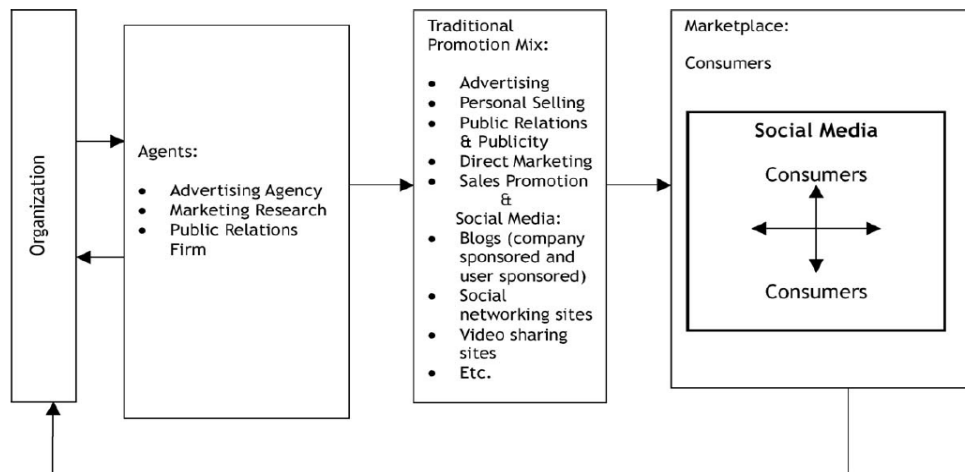 Organization
Agents:
• Advertising Agency
• Marketing Research
• Public Relations
Firm
Traditional
Promotion Mix:
• Advertising
• Personal Selling
• Public Relations
& Publicity
• Direct Marketing
• Sales Promotion
&
Social Media:
• Blogs (company
sponsored and
user sponsored)
• Social
networking sites
• Video sharing
sites
• Etc.
Marketplace:
Consumers
Social Media
Consumers
Consumers